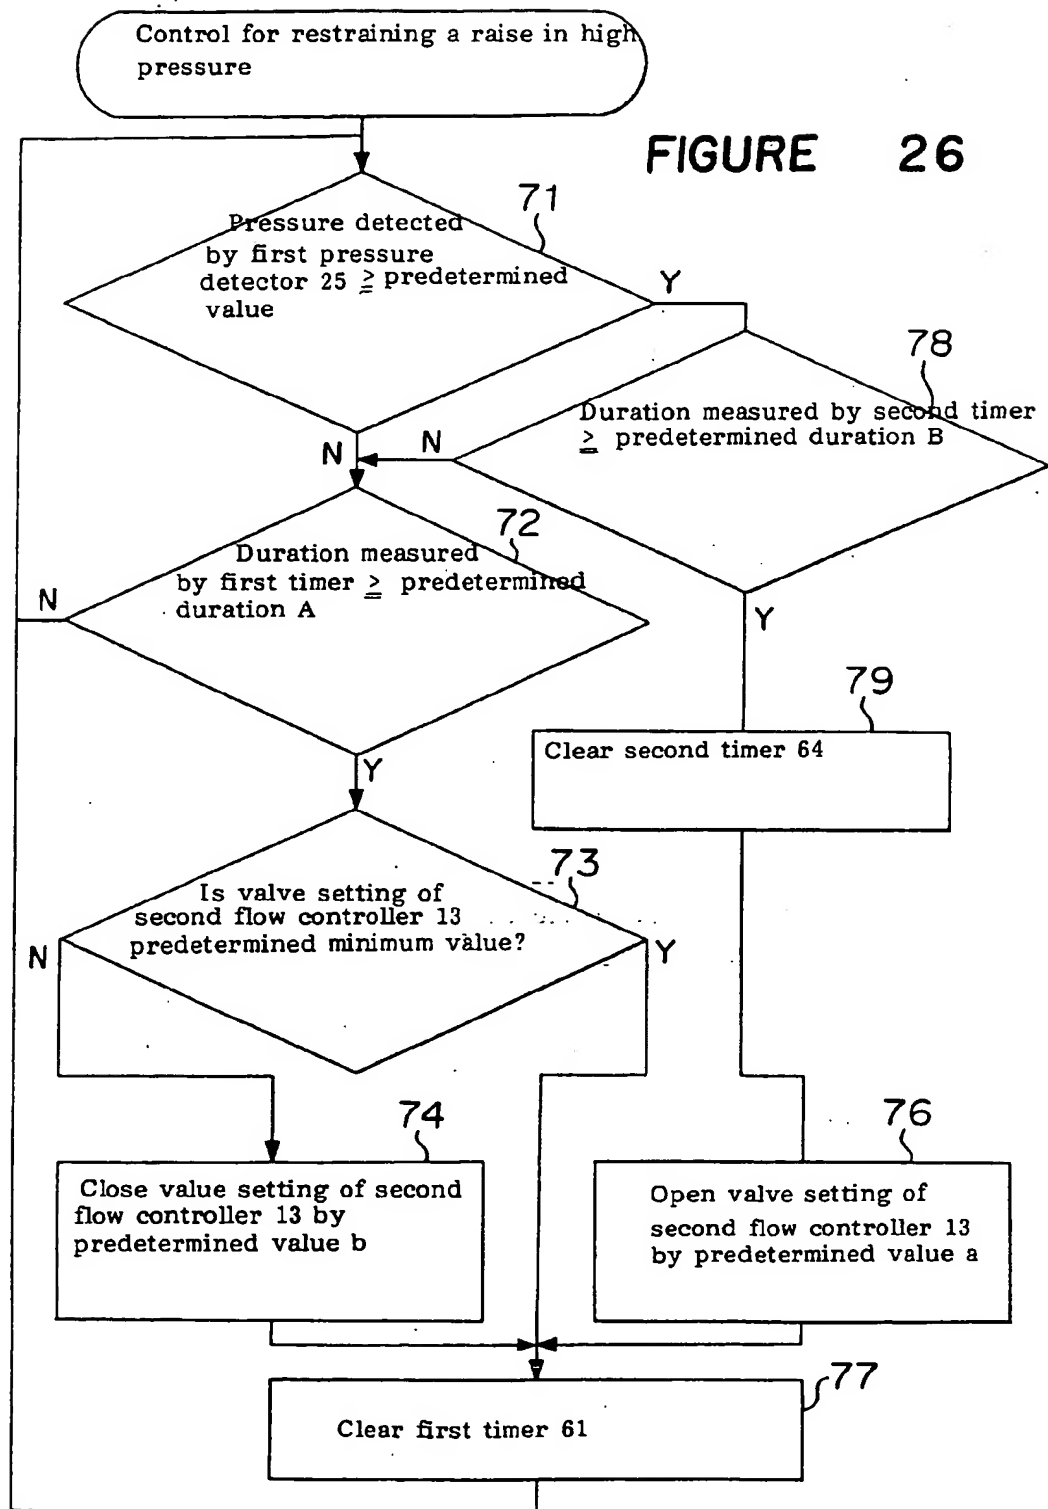 Control for restraining a raise in high
pressure
FIGURE 26
71
Pressure detected
by first pressure
detector 25 ≧ predetermined
value
Y
N
78
Duration measured by second timer
≧ predetermined duration B
N
Y
72
Duration measured
by first timer ≧ predetermined
duration A
N
Y
79
Clear second timer 64
73
Is valve setting of
second flow controller 13
predetermined minimum value?
N
Y
74
Close value setting of second
flow controller 13 by
predetermined value b
76
Open valve setting of
second flow controller 13
by predetermined value a
77
Clear first timer 61